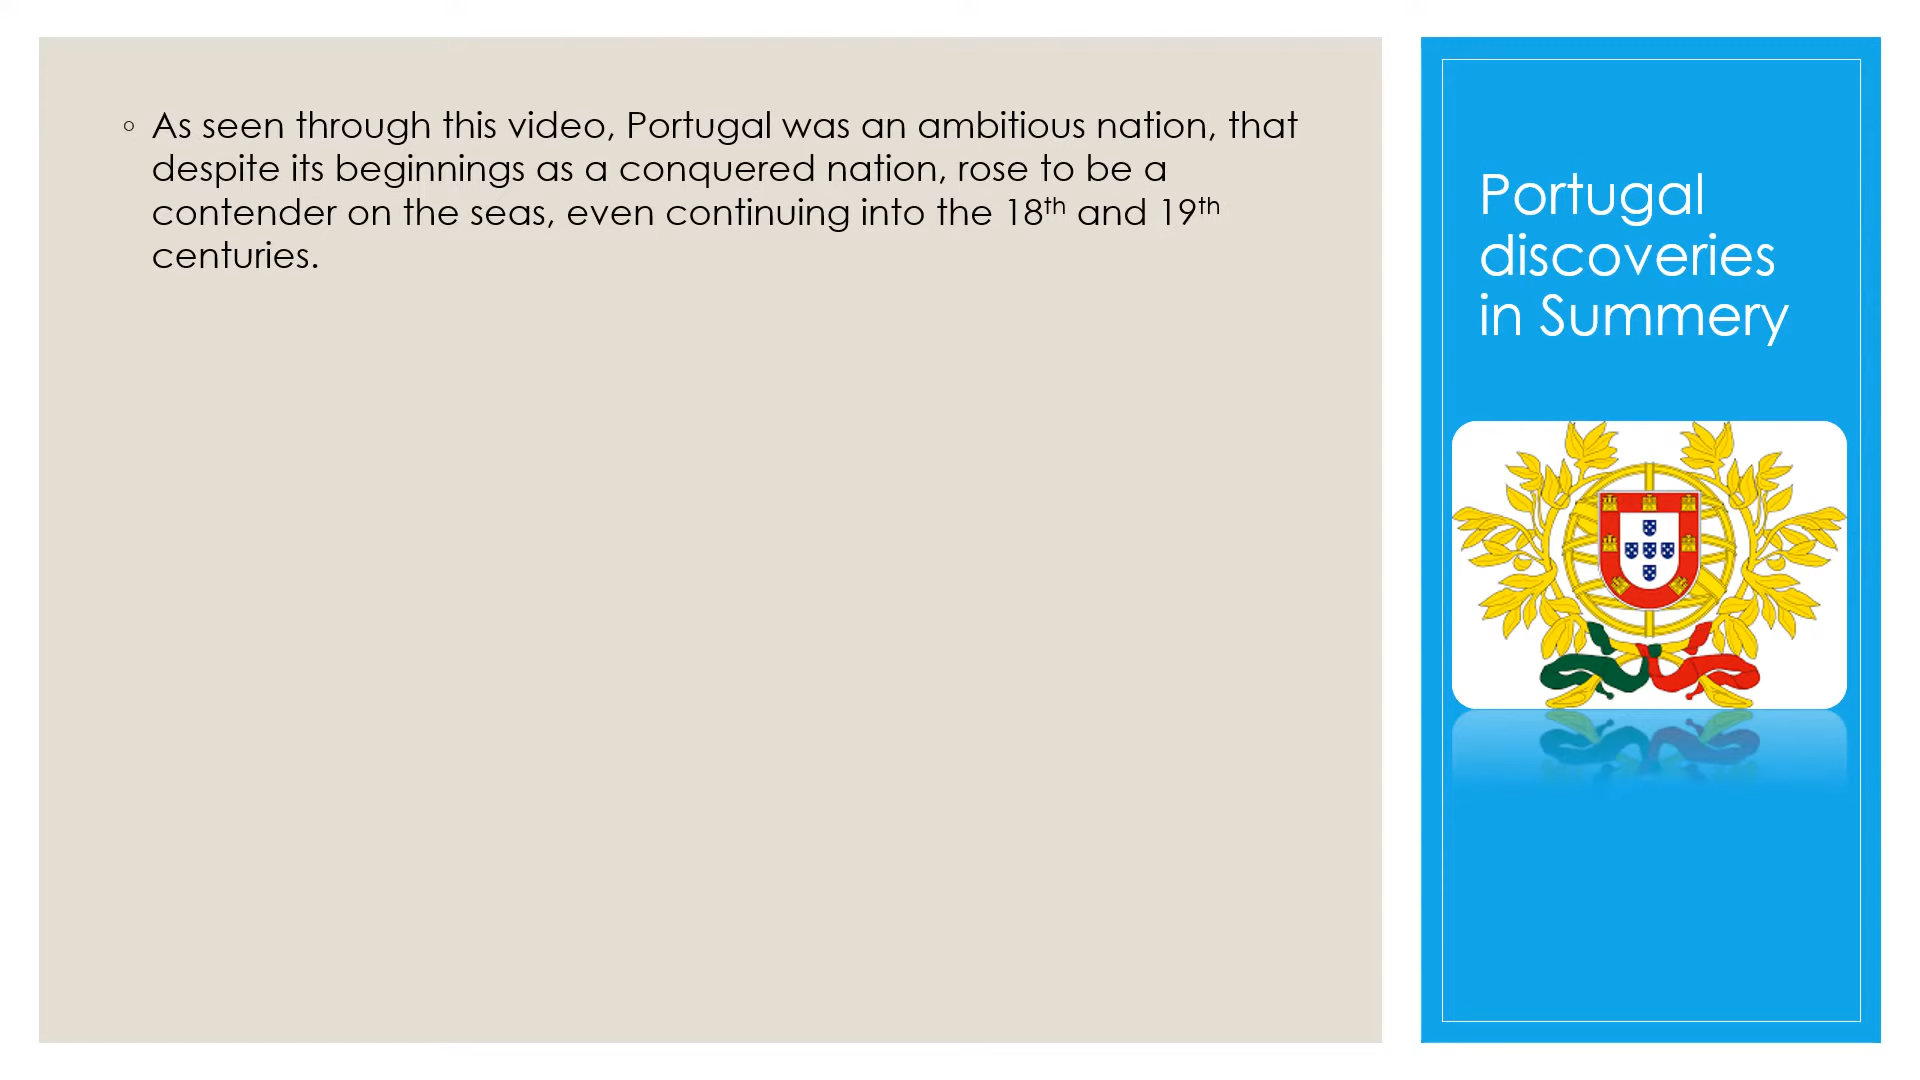 ◦ As seen through this video, Portugal was an ambitious nation, that
despite its beginnings as a conquered nation, rose to be a
contender on the seas, even continuing into the 18th and 19th
centuries.
Portugal
discoveries
in Summery